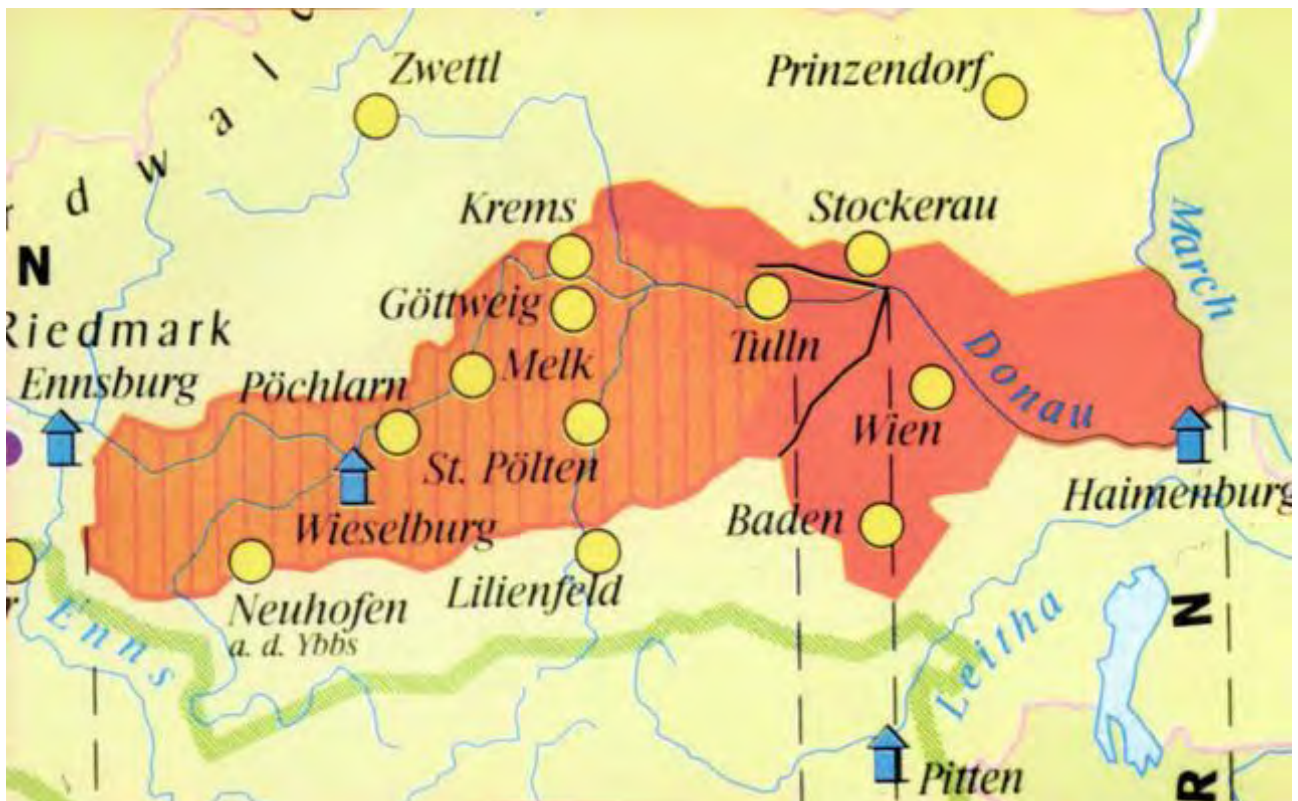 Zwettl
Prinzendorf
r d w a l d
Krems
Stockerau
March
N
Göttweig
Riedmark
Tulln
Donau
Ennsburg
Pöchlarn
Melk
Wien
St. Pölten
Haimenburg
Wieselburg
Baden
Neuhofen
a. d. Ybbs
Lilienfeld
Enns
Leitha
N
Pitten
R